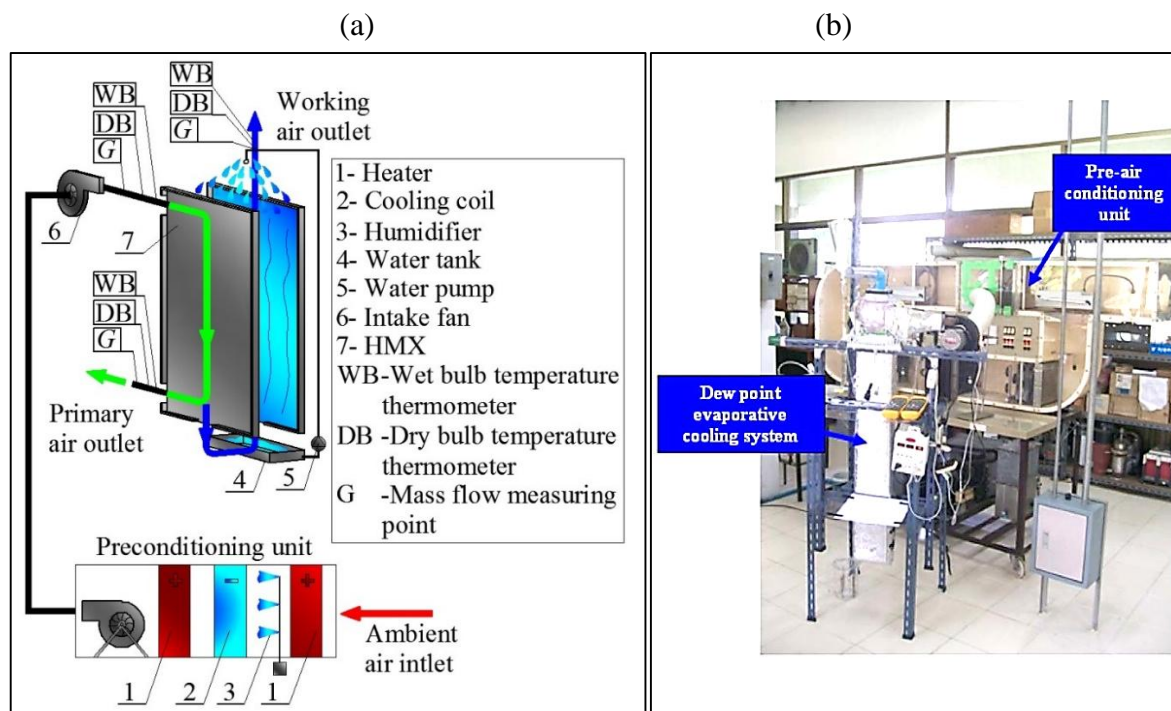 (a)
(b)
WB
DB
G
Working
air outlet
WB
DB
G
6
7
WB
DB
G
Primary
air outlet
4
5
1- Heater
2- Cooling coil
3- Humidifier
4- Water tank
5- Water pump
6- Intake fan
7- HMX
WB-Wet bulb temperature
thermometer
DB -Dry bulb temperature
thermometer
G -Mass flow measuring
point
Preconditioning unit
Ambient
air intlet
1
2
3
1
Pre-air
conditioning
unit
Dew point
evaporative
cooling system